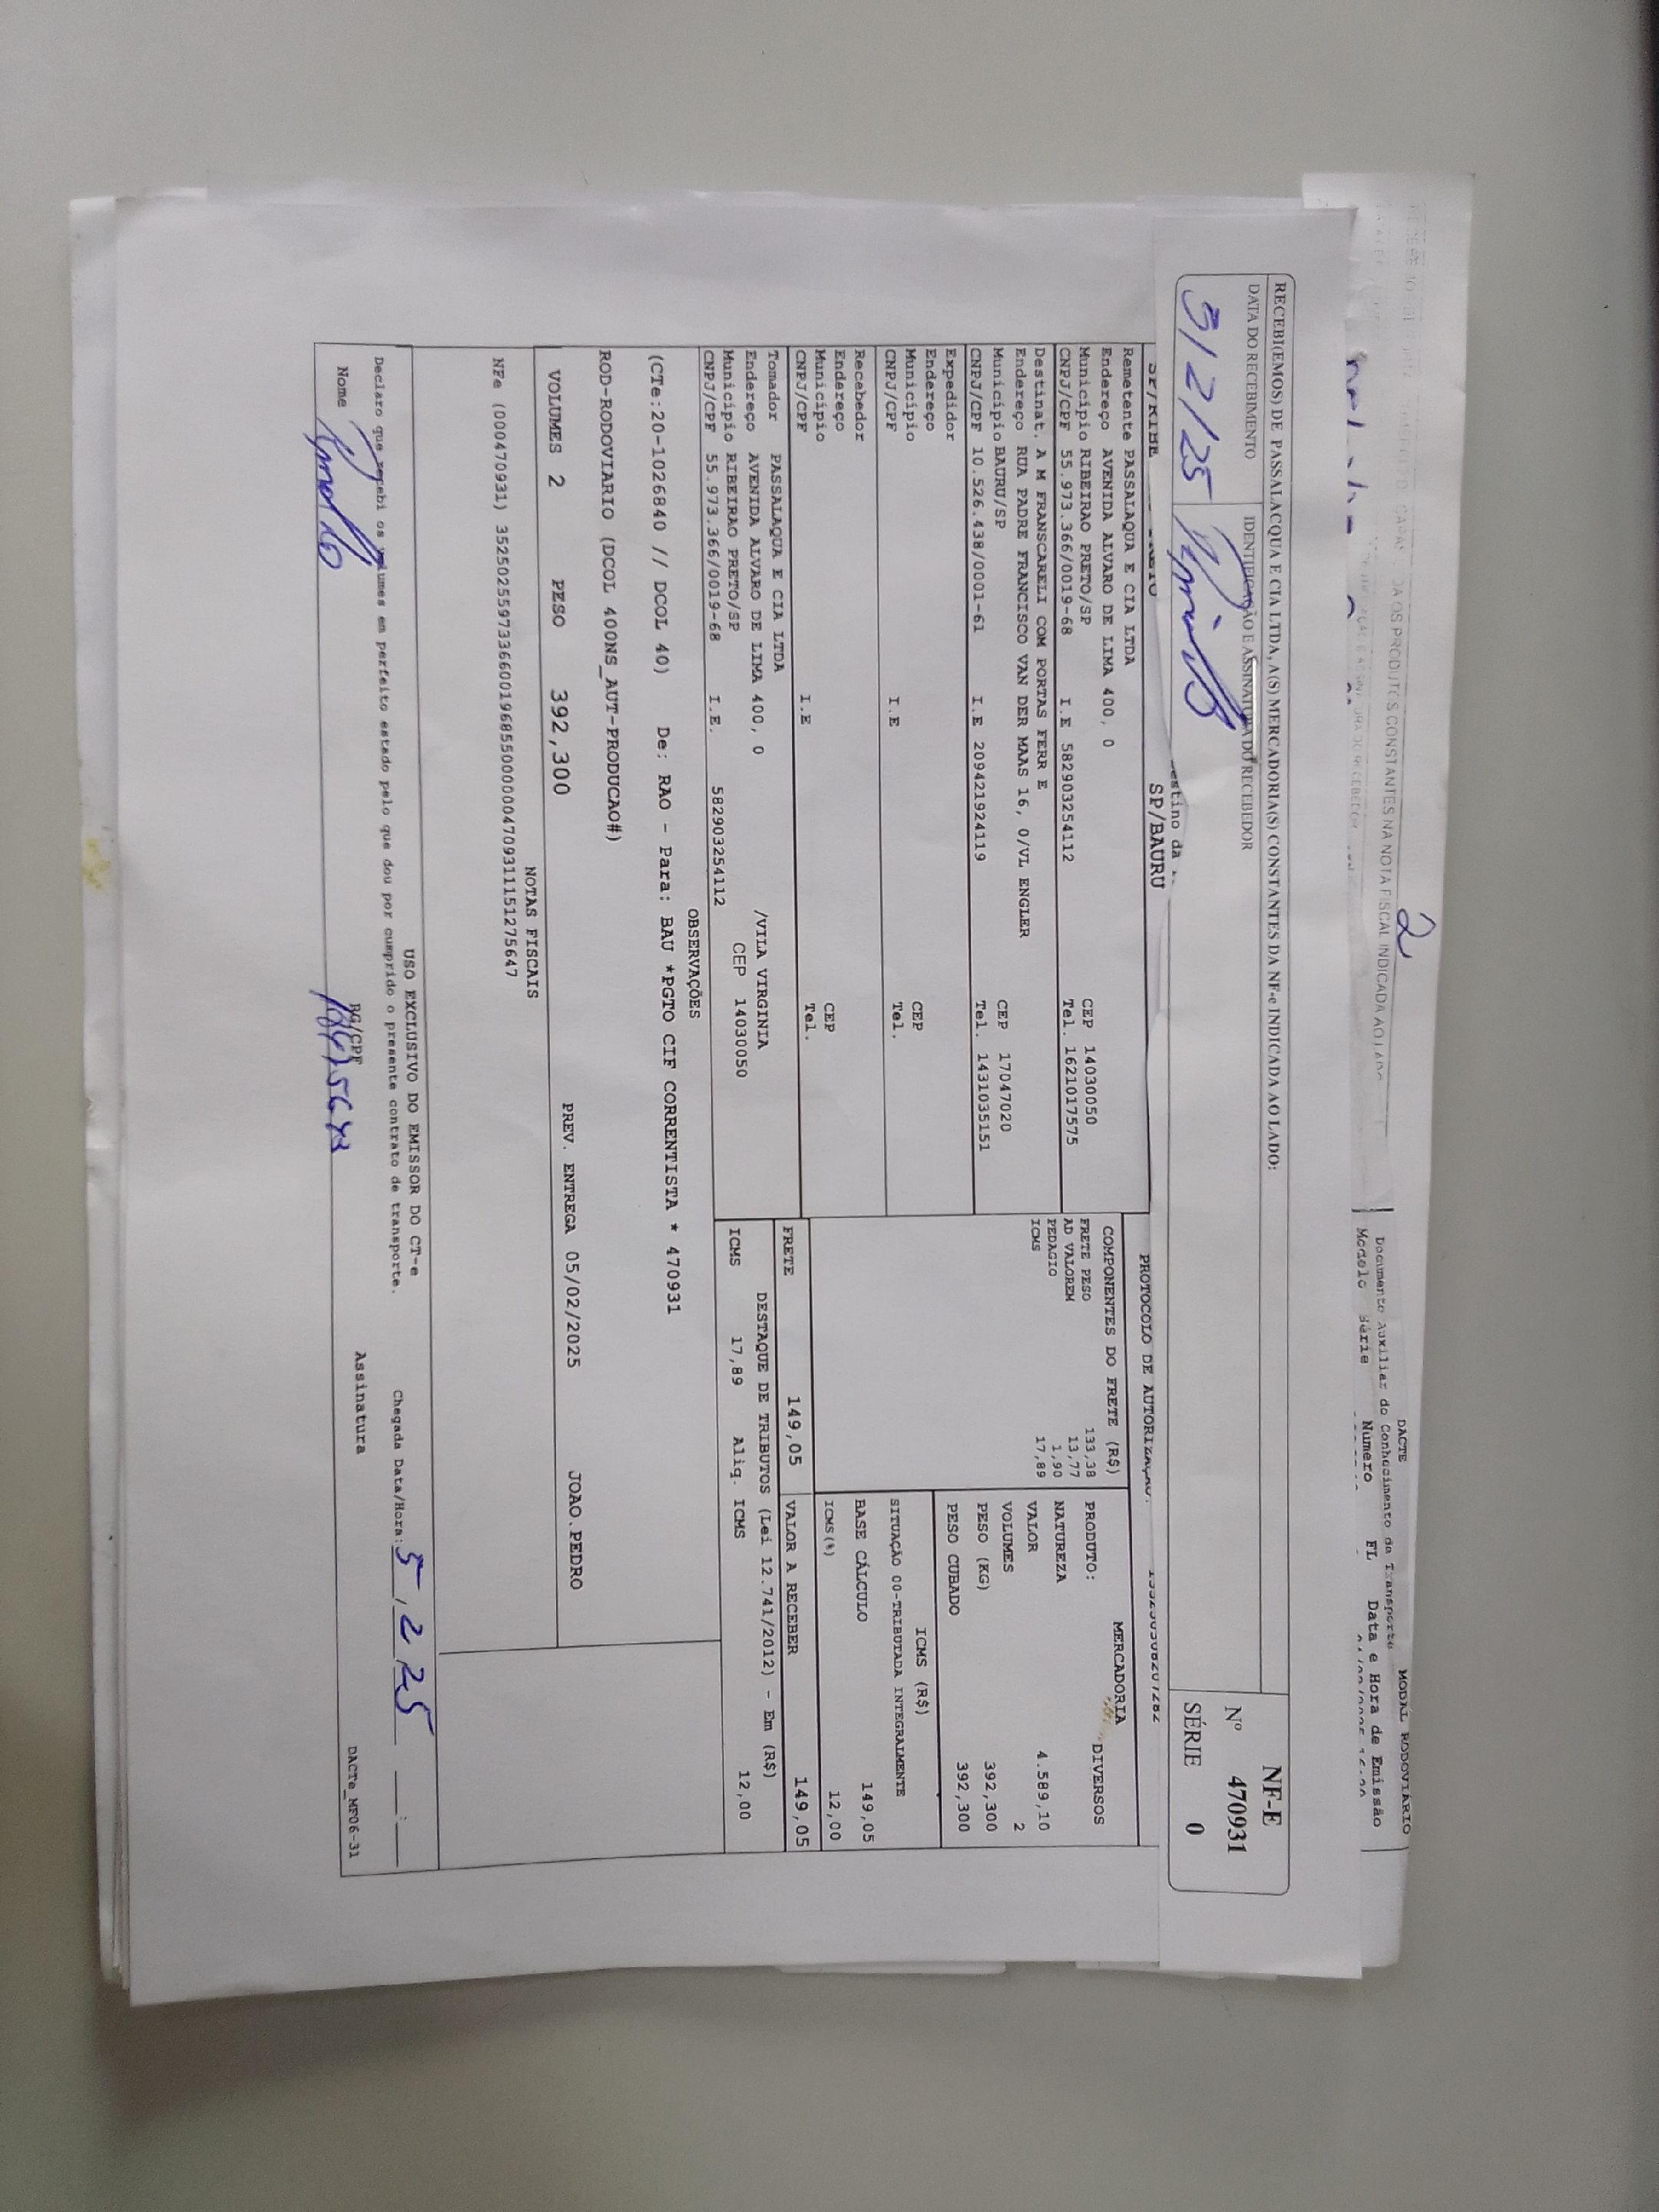 2
DACTE
MODAL RODOVIÁRIO
Documento Auxiliar do Conhecimento de Transporte
Modelo Série Numero FL Data e Hora de Emissão
CONSTANTES NA NOTA FISCAL INDICADA AO LADO
RECEBI(EMOS) DE PASSALACQUA E CIA LTDA, A(S) MERCADORIA(S) CONSTANTES DA NF-e INDICADA AO LADO:
DATA DO RECEBIMENTO
IDENTIFICAÇÃO E ASSINATURA DO RECEBEDOR
5/2/25
NF-E
Nº 470931
SÉRIE 0
SP/BAURU
PROTOCOLO DE AUTORIZAÇÃO.
Remetente PASSALAQUA E CIA LTDA
Endereço AVENIDA ALVARO DE LIMA 400, 0
Município RIBEIRAO PRETO/SP CEP 14030050
CNPJ/CPF 55.973.366/0019-68 I.E 582903254112 Tel. 1621017575
Destinat. A M FRANSCARELI COM PORTAS FERR E
Endereço RUA PADRE FRANCISCO VAN DER MAAS 16, 0/VL ENGLER
Município BAURU/SP CEP 17047020
CNPJ/CPF 10.526.438/0001-61 I.E 209421924119 Tel. 1431035151
Expedidor
Endereço
Município CEP
CNPJ/CPF I.E Tel.
Recebedor
Endereço
Município CEP
CNPJ/CPF I.E Tel.
Tomador PASSALAQUA E CIA LTDA
Endereço AVENIDA ALVARO DE LIMA 400, 0 /VILA VIRGINIA
Município RIBEIRAO PRETO/SP CEP 14030050
CNPJ/CPF 55.973.366/0019-68 I.E. 582903254112
COMPONENTES DO FRETE (R$)
FRETE PESO 133,38
AD VALOREM 13,77
PEDAGIO 1,90
ICMS 17,89
MERCADORIA
PRODUTO: DIVERSOS
NATUREZA
VALOR 4.589,10
VOLUMES 2
PESO (KG) 392,300
PESO CUBADO 392,300
ICMS (R$)
SITUAÇÃO 00-TRIBUTADA INTEGRALMENTE
BASE CÁLCULO 149,05
ICMS(%) 12,00
FRETE 149,05 VALOR A RECEBER 149,05
DESTAQUE DE TRIBUTOS (Lei 12.741/2012) - Em (R$)
ICMS 17,89 Aliq. ICMS 12,00
OBSERVAÇÕES
(CTe:20-1026840 // DCOL 40) De: RAO - Para: BAU *PGTO CIF CORRENTISTA * 470931
ROD-RODOVIARIO (DCOL 400NS_AUT-PRODUCAO#)
VOLUMES 2 PESO 392,300 PREV. ENTREGA 05/02/2025 JOAO.PEDRO
NOTAS FISCAIS
NFe (000470931) 35250255973366001968550000004709311151275647
USO EXCLUSIVO DO EMISSOR DO CT-e
Declaro que recebi os volumes em perfeito estado pelo que dou por cumprido o presente contrato de transporte.
Chegada Data/Hora: 5/2/25
Nome
RG/CPF
Assinatura
DACTe_MF06-31